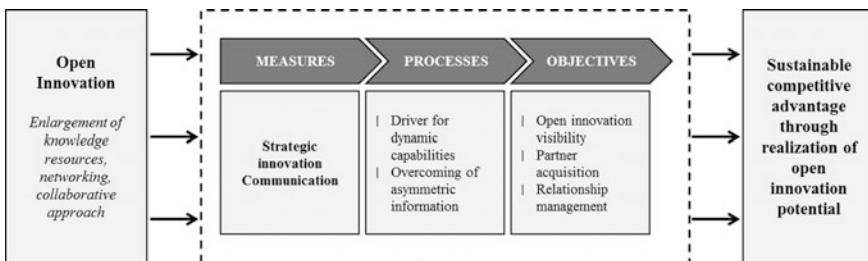 Open
Innovation
Enlargement of
knowledge
resources,
networking,
collaborative
approach
MEASURES
PROCESSES
OBJECTIVES
Strategic
innovation
Communication
| Driver for
dynamic
capabilities
| Overcoming of
asymmetric
information
| Open innovation
visibility
| Partner
acquisition
| Relationship
management
Sustainable
competitive
advantage
through
realization of
open
innovation
potential